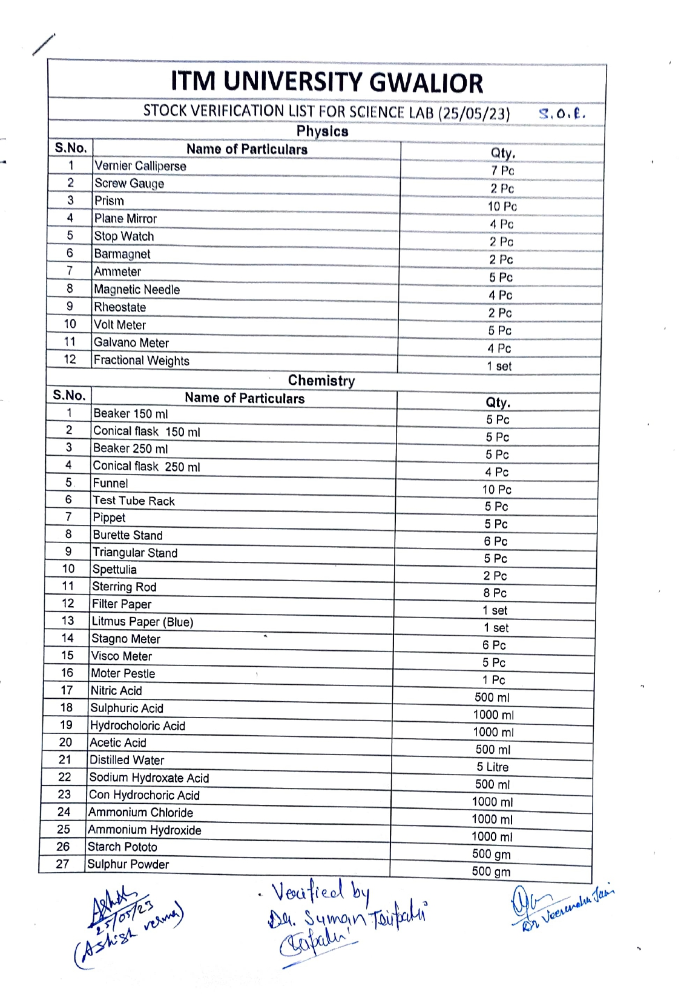 ITM UNIVERSITY GWALIOR
STOCK VERIFICATION LIST FOR SCIENCE LAB (25/05/23) S.O.E.
Physics
S.No. Name of Particulars Qty.
1 Vernier Calliperse 7 Pc
2 Screw Gauge 2 Pc
3 Prism 10 Pc
4 Plane Mirror 4 Pc
5 Stop Watch 2 Pc
6 Barmagnet 2 Pc
7 Ammeter 5 Pc
8 Magnetic Needle 4 Pc
9 Rheostate 2 Pc
10 Volt Meter 5 Pc
11 Galvano Meter 4 Pc
12 Fractional Weights 1 set
Chemistry
S.No. Name of Particulars Qty.
1 Beaker 150 ml 5 Pc
2 Conical flask 150 ml 5 Pc
3 Beaker 250 ml 5 Pc
4 Conical flask 250 ml 4 Pc
5 Funnel 10 Pc
6 Test Tube Rack 5 Pc
7 Pippet 5 Pc
8 Burette Stand 6 Pc
9 Triangular Stand 5 Pc
10 Spettulia 2 Pc
11 Sterring Rod 8 Pc
12 Filter Paper 1 set
13 Litmus Paper (Blue) 1 set
14 Stagno Meter 6 Pc
15 Visco Meter 5 Pc
16 Moter Pestle 1 Pc
17 Nitric Acid 500 ml
18 Sulphuric Acid 1000 ml
19 Hydrocholoric Acid 1000 ml
20 Acetic Acid 500 ml
21 Distilled Water 5 Litre
22 Sodium Hydroxate Acid 500 ml
23 Con Hydrochoric Acid 1000 ml
24 Ammonium Chloride 1000 ml
25 Ammonium Hydroxide 1000 ml
26 Starch Pototo 500 gm
27 Sulphur Powder 500 gm
25/05/23
(Ashish verma)
Verified by
Dr. Suman Tripathi
Dr Veerendra Jain